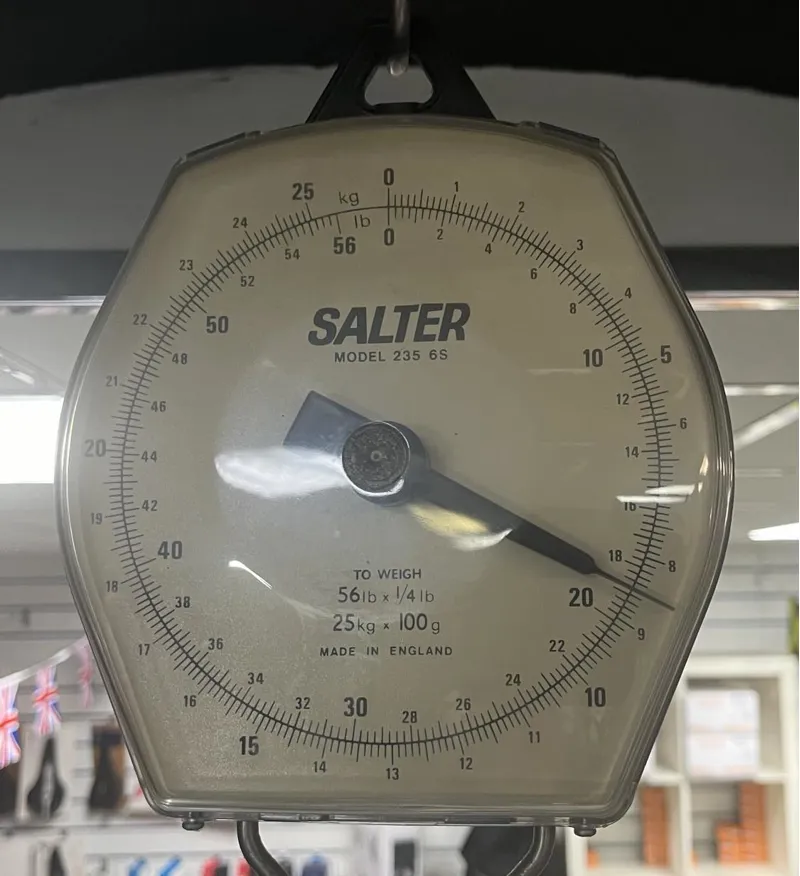 0
25 kg 1
24 lb 2
56 0 2
54 4
23 3
52 6
22 50 8 4
SALTER
MODEL 235 6S
48 10 5
21 46 12 6
20 44 14
19 42 16
40 18 8
18 38 20 9
TO WEIGH
56lb x 1/4lb
25kg x 100g
MADE IN ENGLAND
17 36 22
16 34 24 10
32 30 28 26
15 14 13 12 11